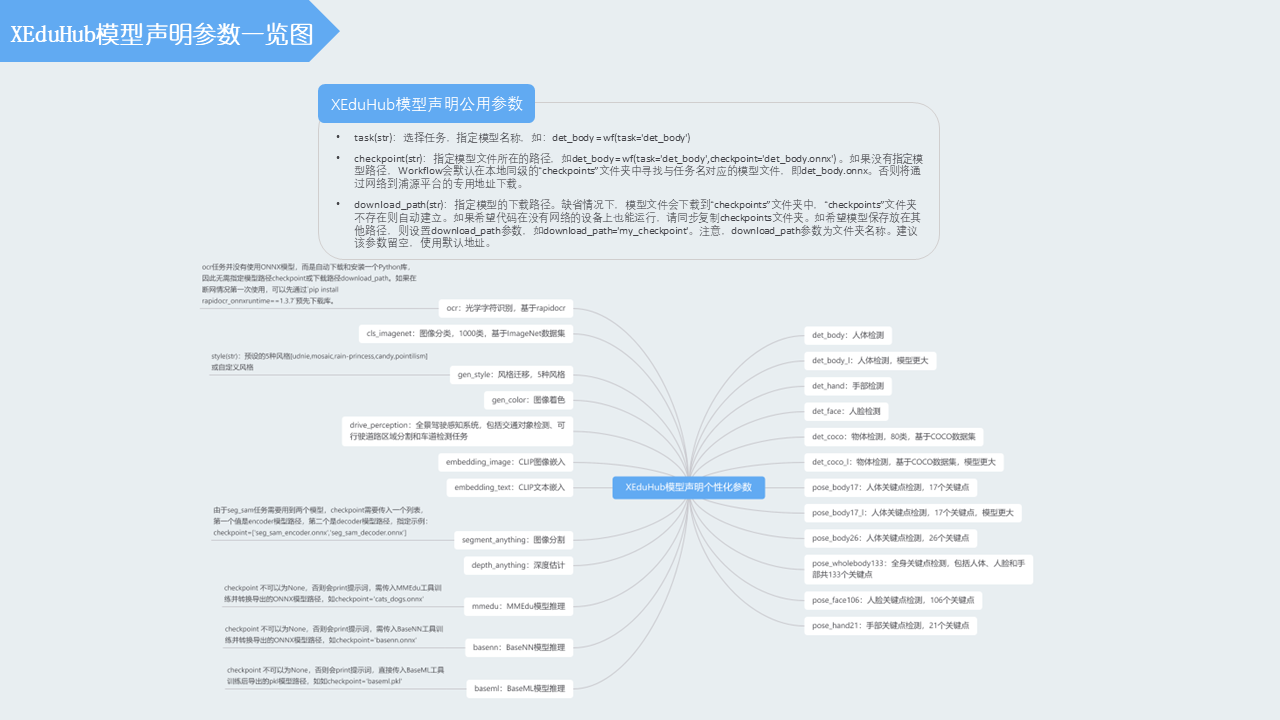 XEduHub模型声明参数一览图
XEduHub模型声明公用参数
• task(str)：选择任务，指定模型名称，如：det_body = wf(task='det_body')
• checkpoint(str)：指定模型文件所在的路径，如det_body = wf(task='det_body',checkpoint='det_body.onnx') 。如果没有指定模
型路径，Workflow会默认在本地同级的“checkpoints”文件夹中寻找与任务名对应的模型文件，即det_body.onnx。否则将通
过网络到浦源平台的专用地址下载。
• download_path(str)：指定模型的下载路径。缺省情况下，模型文件会下载到“checkpoints”文件夹中，“checkpoints”文件夹
不存在则自动建立。如果希望代码在没有网络的设备上也能运行，请同步复制checkpoints文件夹。如希望模型保存放在其
他路径，则设置download_path参数，如download_path='my_checkpoint'。注意，download_path参数为文件夹名称。建议
该参数留空，使用默认地址。
ocr任务并没有使用ONNX模型，而是自动下载和安装一个Python库，
因此无需指定模型路径checkpoint或下载路径download_path。如果在
断网情况第一次使用，可以先通过`pip install
rapidocr_onnxruntime==1.3.7`预先下载库。
ocr：光学字符识别，基于rapidocr
cls_imagenet：图像分类，1000类，基于ImageNet数据集
style(str)：预设的5种风格[udnie,mosaic,rain-princess,candy,pointilism]
或自定义风格
gen_style：风格迁移，5种风格
gen_color：图像着色
drive_perception：全景驾驶感知系统，包括交通对象检测、可
行驶道路区域分割和车道检测任务
embedding_image：CLIP图像嵌入
embedding_text：CLIP文本嵌入
由于seg_sam任务需要用到两个模型，checkpoint需要传入一个列表，
第一个值是encoder模型路径，第二个是decoder模型路径，指定示例：
checkpoint=['seg_sam_encoder.onnx','seg_sam_decoder.onnx']
segment_anything：图像分割
depth_anything：深度估计
checkpoint 不可以为None，否则会print提示词，需传入MMEdu工具训
练并转换导出的ONNX模型路径，如checkpoint='cats_dogs.onnx'
mmedu：MMEdu模型推理
checkpoint 不可以为None，否则会print提示词，需传入BaseNN工具训
练并转换导出的ONNX模型路径，如checkpoint='basenn.onnx'
basenn：BaseNN模型推理
checkpoint 不可以为None，否则会print提示词，直接传入BaseML工具
训练后导出的pkl模型路径，如如checkpoint='baseml.pkl'
baseml：BaseML模型推理
XEduHub模型声明个性化参数
det_body：人体检测
det_body_l：人体检测，模型更大
det_hand：手部检测
det_face：人脸检测
det_coco：物体检测，80类，基于COCO数据集
det_coco_l：物体检测，基于COCO数据集，模型更大
pose_body17：人体关键点检测，17个关键点
pose_body17_l：人体关键点检测，17个关键点，模型更大
pose_body26：人体关键点检测，26个关键点
pose_wholebody133：全身关键点检测，包括人体、人脸和手
部共133个关键点
pose_face106：人脸关键点检测，106个关键点
pose_hand21：手部关键点检测，21个关键点